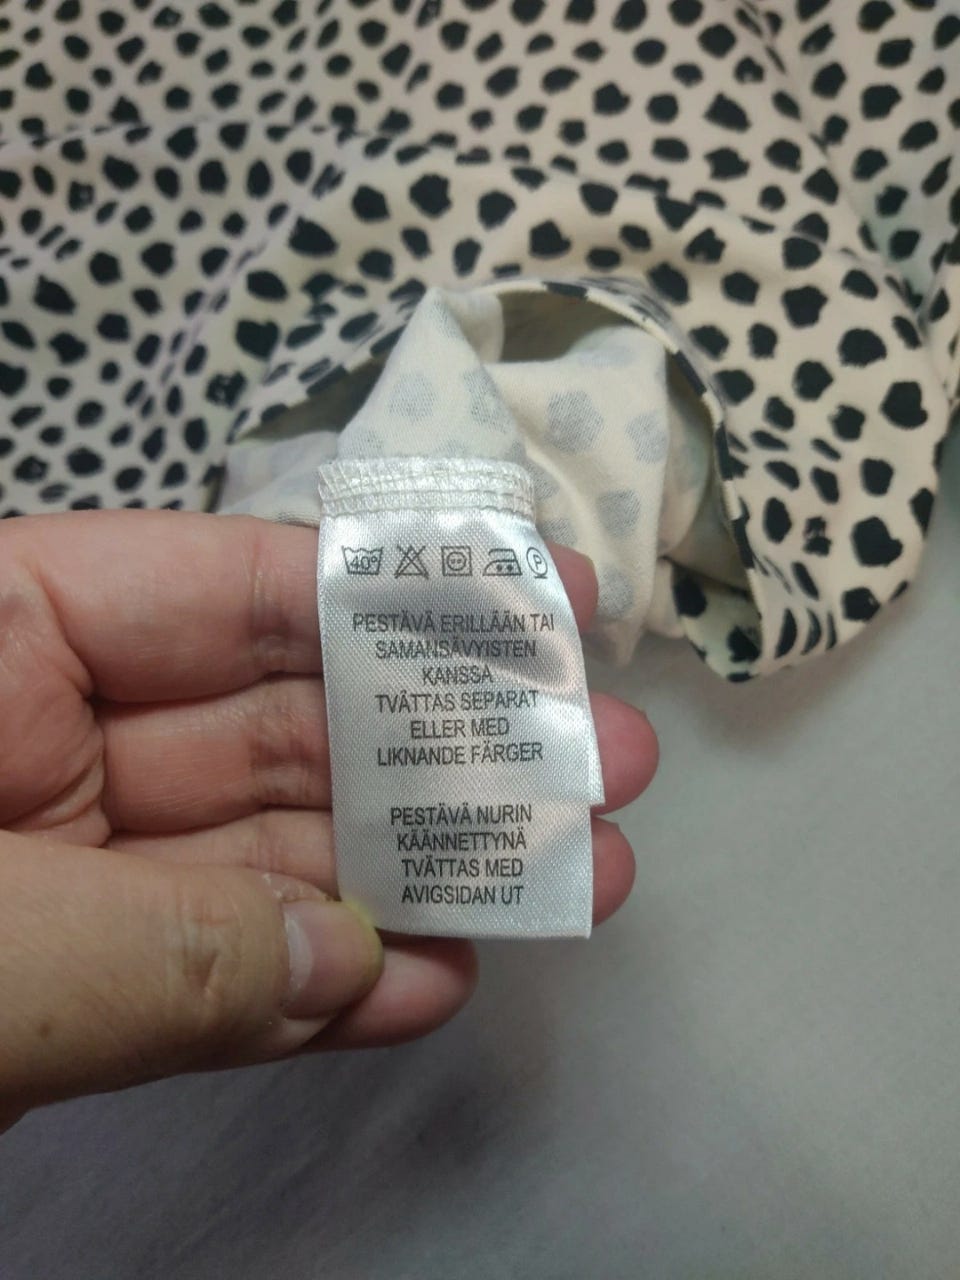 40°
P
PESTÄVÄ ERILLÄÄN TAI
SAMANSÄVYISTEN
KANSSA
TVÄTTAS SEPARAT
ELLER MED
LIKNANDE FÄRGER
PESTÄVÄ NURIN
KÄÄNNETTYNÄ
TVÄTTAS MED
AVIGSIDAN UT